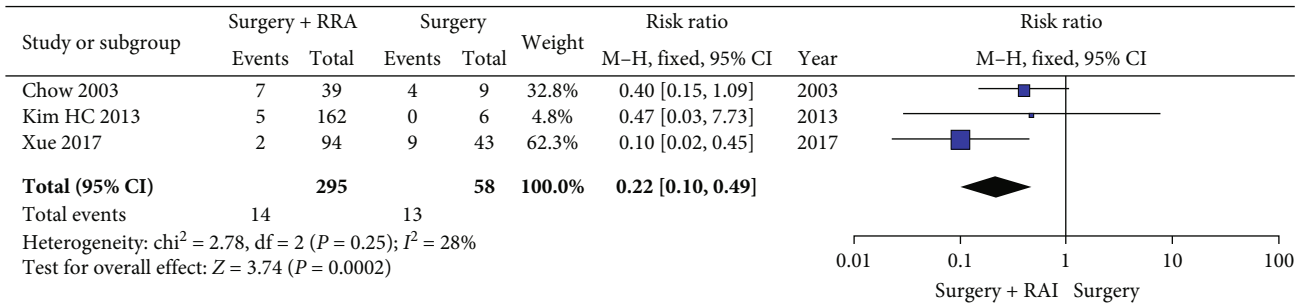 Surgery + RRA Surgery Risk ratio Risk ratio
Study or subgroup Weight
Events Total Events Total M–H, fixed, 95% CI Year M–H, fixed, 95% CI
Chow 2003 7 39 4 9 32.8% 0.40 [0.15, 1.09] 2003
Kim HC 2013 5 162 0 6 4.8% 0.47 [0.03, 7.73] 2013
Xue 2017 2 94 9 43 62.3% 0.10 [0.02, 0.45] 2017
Total (95% CI) 295 58 100.0% 0.22 [0.10, 0.49]
Total events 14 13
Heterogeneity: chi² = 2.78, df = 2 (P = 0.25); I² = 28%
Test for overall effect: Z = 3.74 (P = 0.0002)
0.01 0.1 1 10 100
Surgery + RAI Surgery